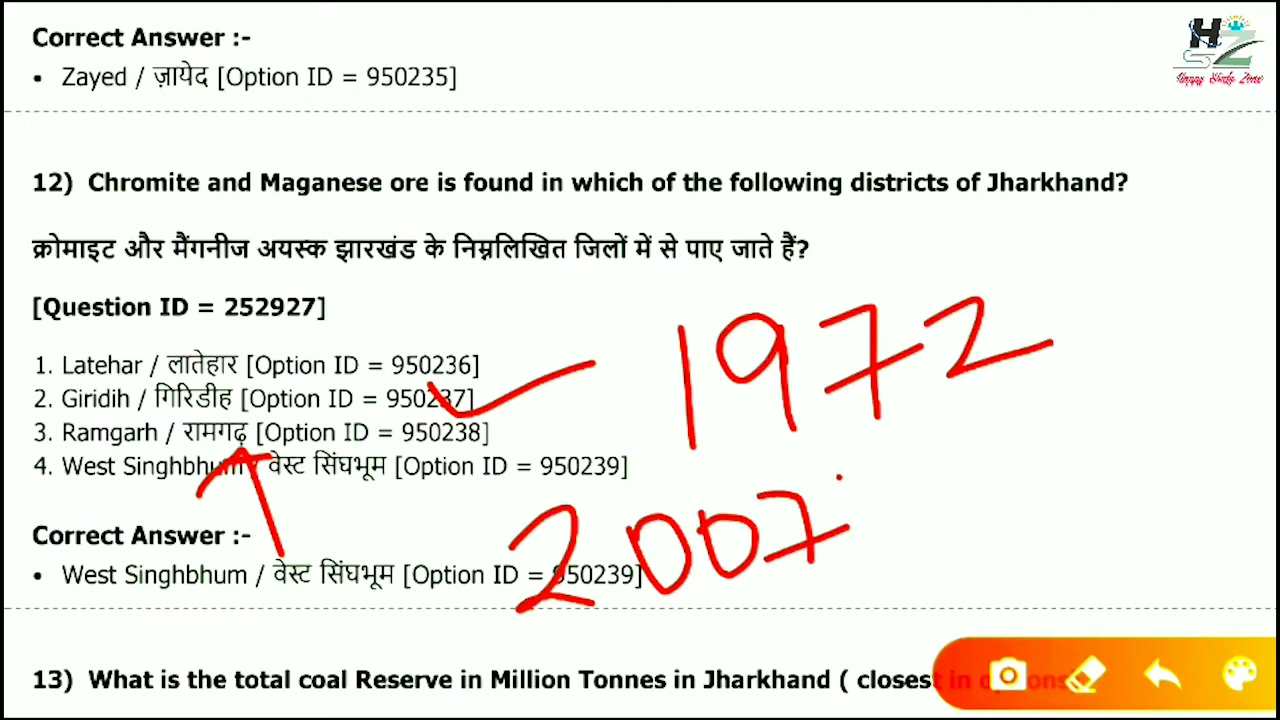 Correct Answer :-
• Zayed / ज़ायेद [Option ID = 950235]
HSZ
Happy Study Zone
12) Chromite and Maganese ore is found in which of the following districts of Jharkhand?
क्रोमाइट और मैंगनीज अयस्क झारखंड के निम्नलिखित जिलों में से पाए जाते हैं?
[Question ID = 252927]
1. Latehar / लातेहार [Option ID = 950236]
2. Giridih / गिरिडीह [Option ID = 950237]
3. Ramgarh / रामगढ़ [Option ID = 950238]
4. West Singhbhum / वेस्ट सिंघभूम [Option ID = 950239]
1972
2007
Correct Answer :-
• West Singhbhum / वेस्ट सिंघभूम [Option ID = 950239]
13) What is the total coal Reserve in Million Tonnes in Jharkhand ( closest in options